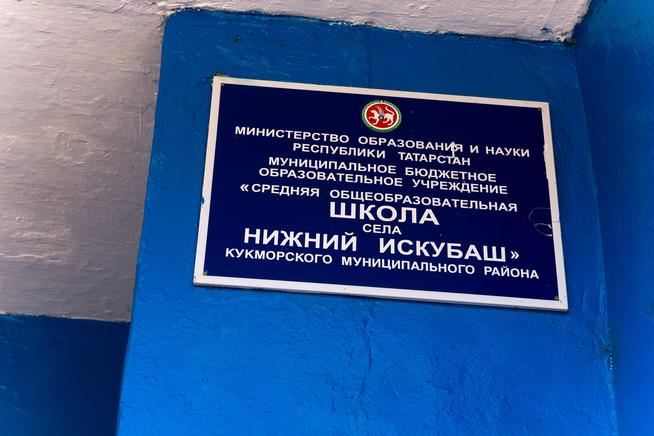 МИНИСТЕРСТВО ОБРАЗОВАНИЯ И НАУКИ
РЕСПУБЛИКИ ТАТАРСТАН
МУНИЦИПАЛЬНОЕ БЮДЖЕТНОЕ
ОБРАЗОВАТЕЛЬНОЕ УЧРЕЖДЕНИЕ
«СРЕДНЯЯ ОБЩЕОБРАЗОВАТЕЛЬНАЯ
ШКОЛА
СЕЛА
НИЖНИЙ ИСКУБАШ»
КУКМОРСКОГО МУНИЦИПАЛЬНОГО РАЙОНА